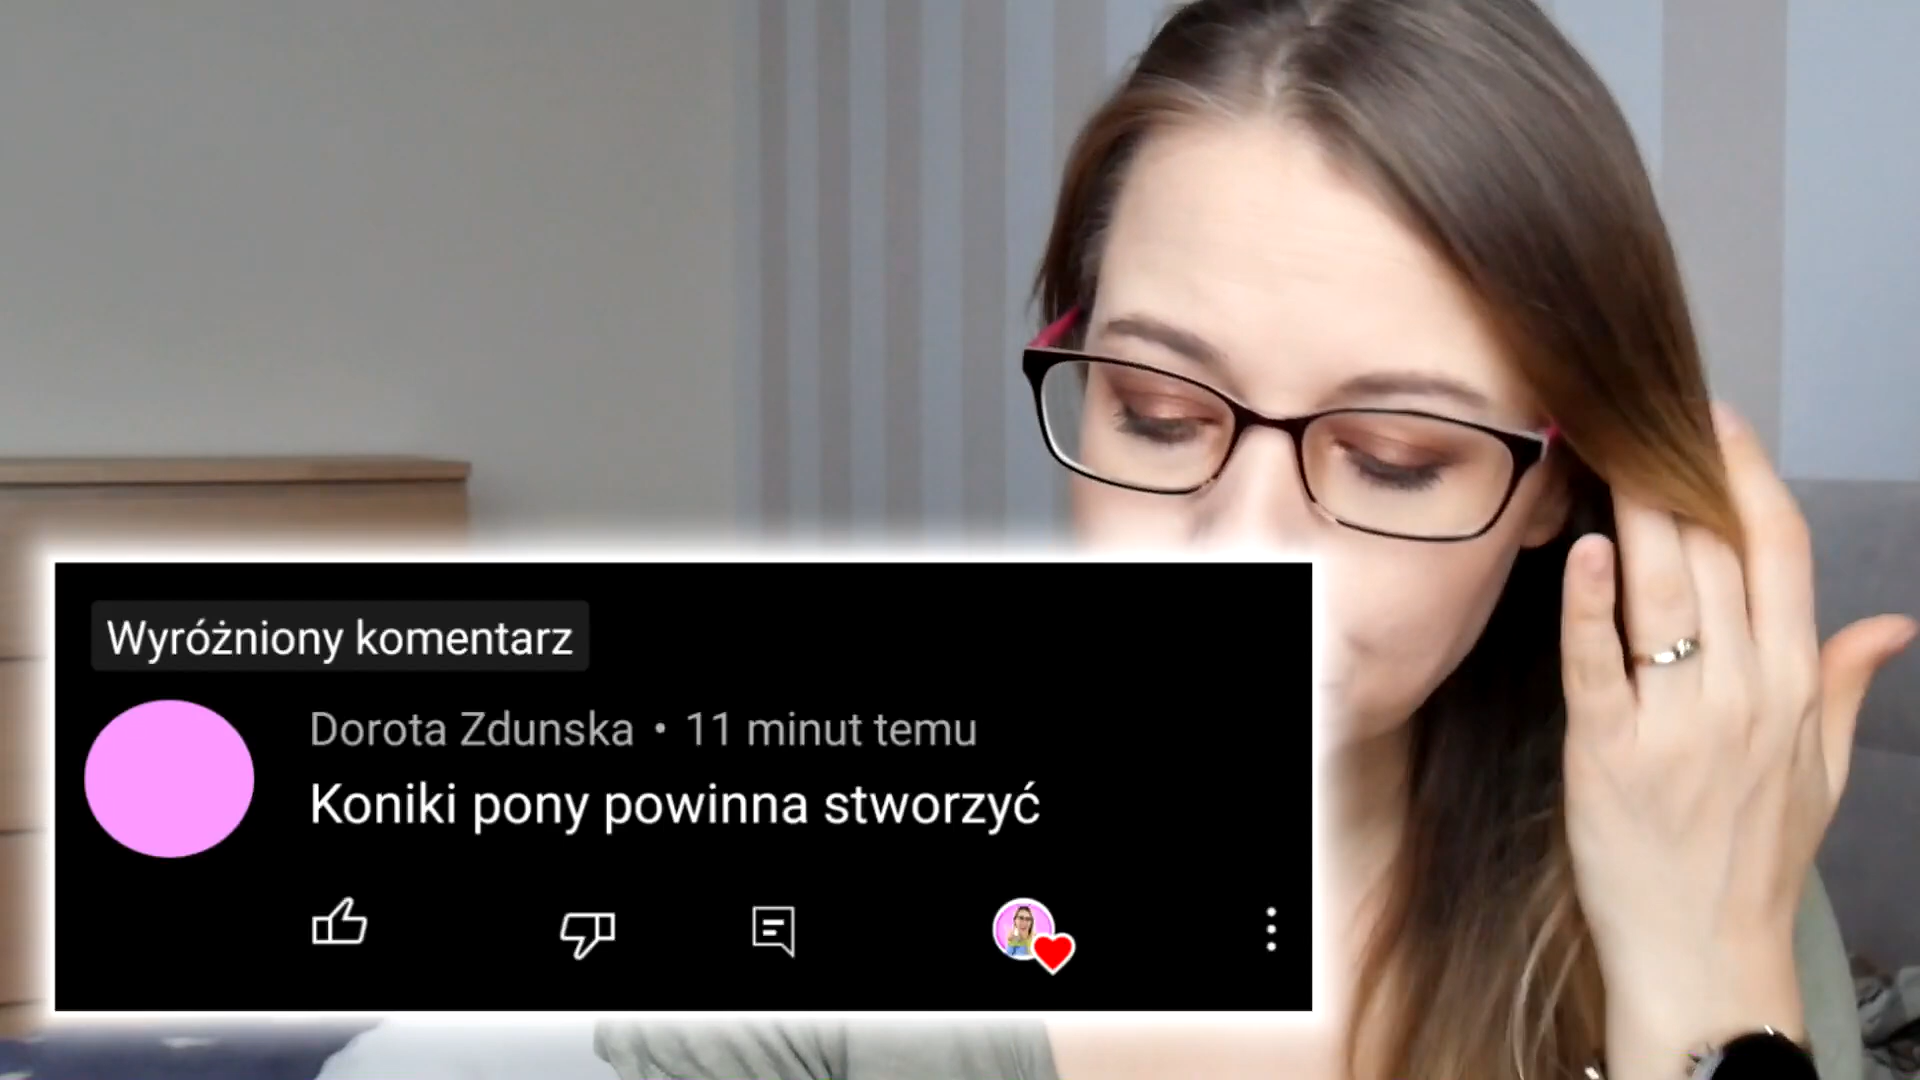 Wyróżniony komentarz
Dorota Zdunska • 11 minut temu
Koniki pony powinna stworzyć